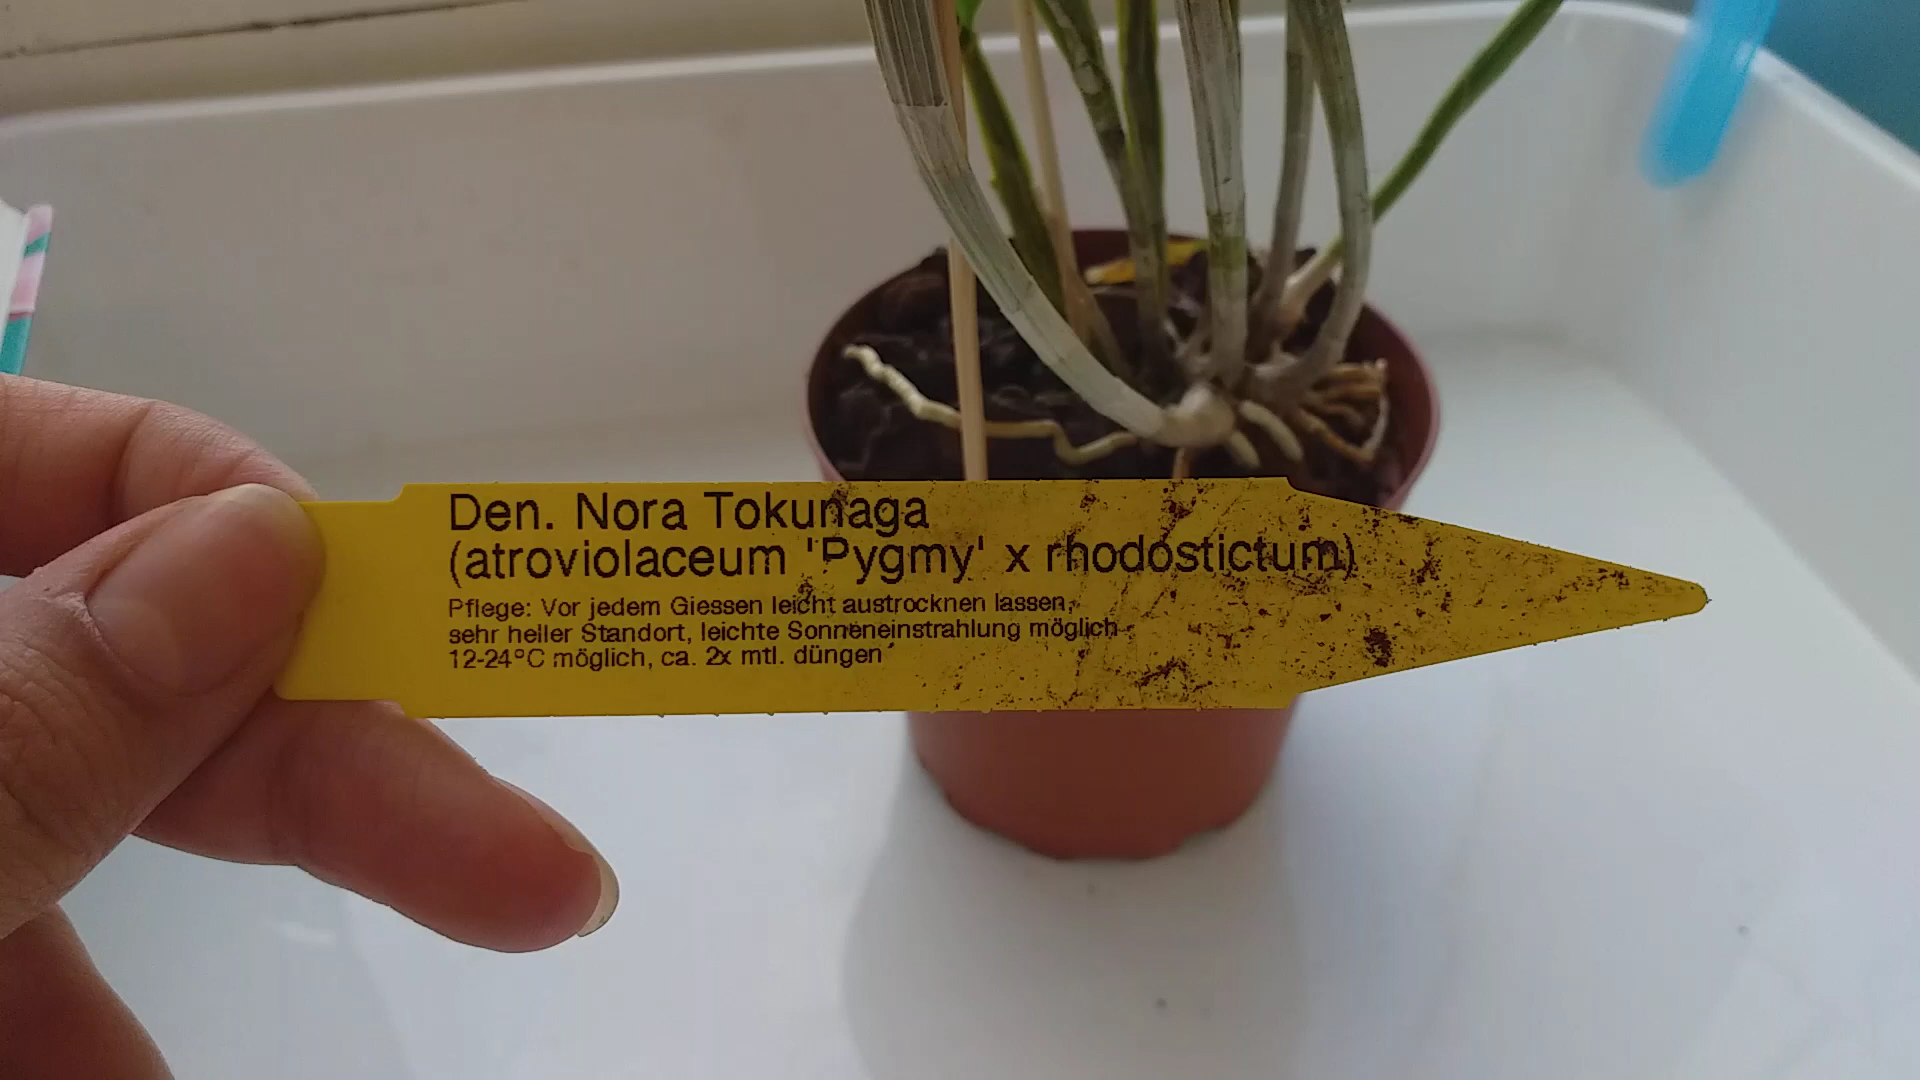 Den. Nora Tokunaga
(atroviolaceum 'Pygmy' x rhodostictum)
Pflege: Vor jedem Giessen leicht austrocknen lassen,
sehr heller Standort, leichte Sonneneinstrahlung möglich
12-24°C möglich, ca. 2x mtl. düngen